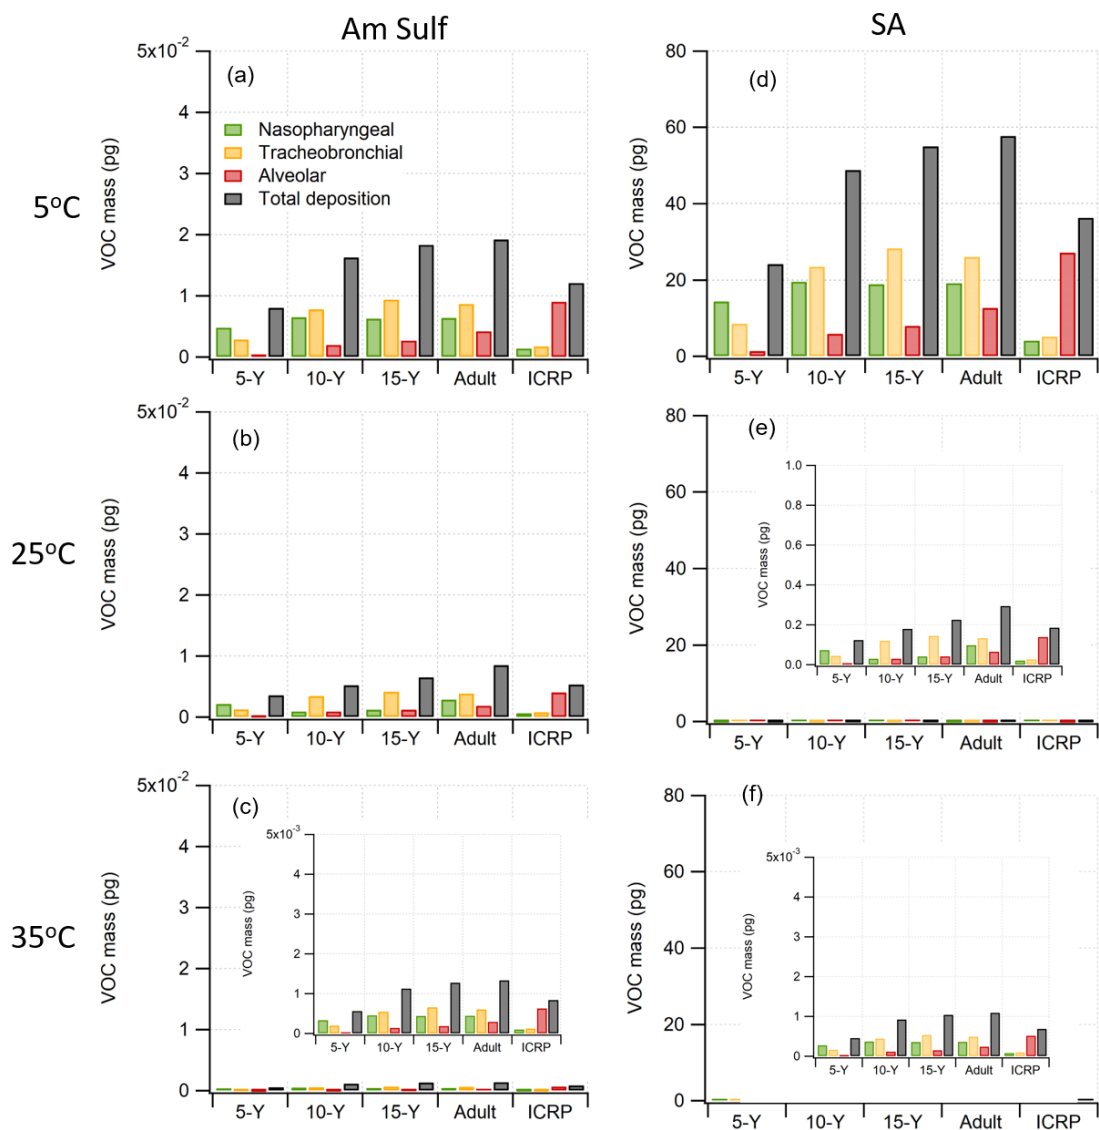 Am Sulf
SA
5°C
(a)
5x10-2
4
3
2
1
0
VOC mass (pg)
Nasopharyngeal
Tracheobronchial
Alveolar
Total deposition
5-Y 10-Y 15-Y Adult ICRP
(d)
80
60
40
20
0
VOC mass (pg)
5-Y 10-Y 15-Y Adult ICRP
25°C
(b)
5x10-2
4
3
2
1
0
VOC mass (pg)
5-Y 10-Y 15-Y Adult ICRP
(e)
80
60
40
20
0
VOC mass (pg)
1.0
0.8
0.6
0.4
0.2
0.0
VOC mass (pg)
5-Y 10-Y 15-Y Adult ICRP
5-Y 10-Y 15-Y Adult ICRP
35°C
(c)
5x10-2
4
3
2
1
0
VOC mass (pg)
5x10-3
4
3
2
1
0
VOC mass (pg)
5-Y 10-Y 15-Y Adult ICRP
5-Y 10-Y 15-Y Adult ICRP
(f)
80
60
40
20
0
VOC mass (pg)
5x10-3
4
3
2
1
0
VOC mass (pg)
5-Y 10-Y 15-Y Adult ICRP
5-Y 10-Y 15-Y Adult ICRP